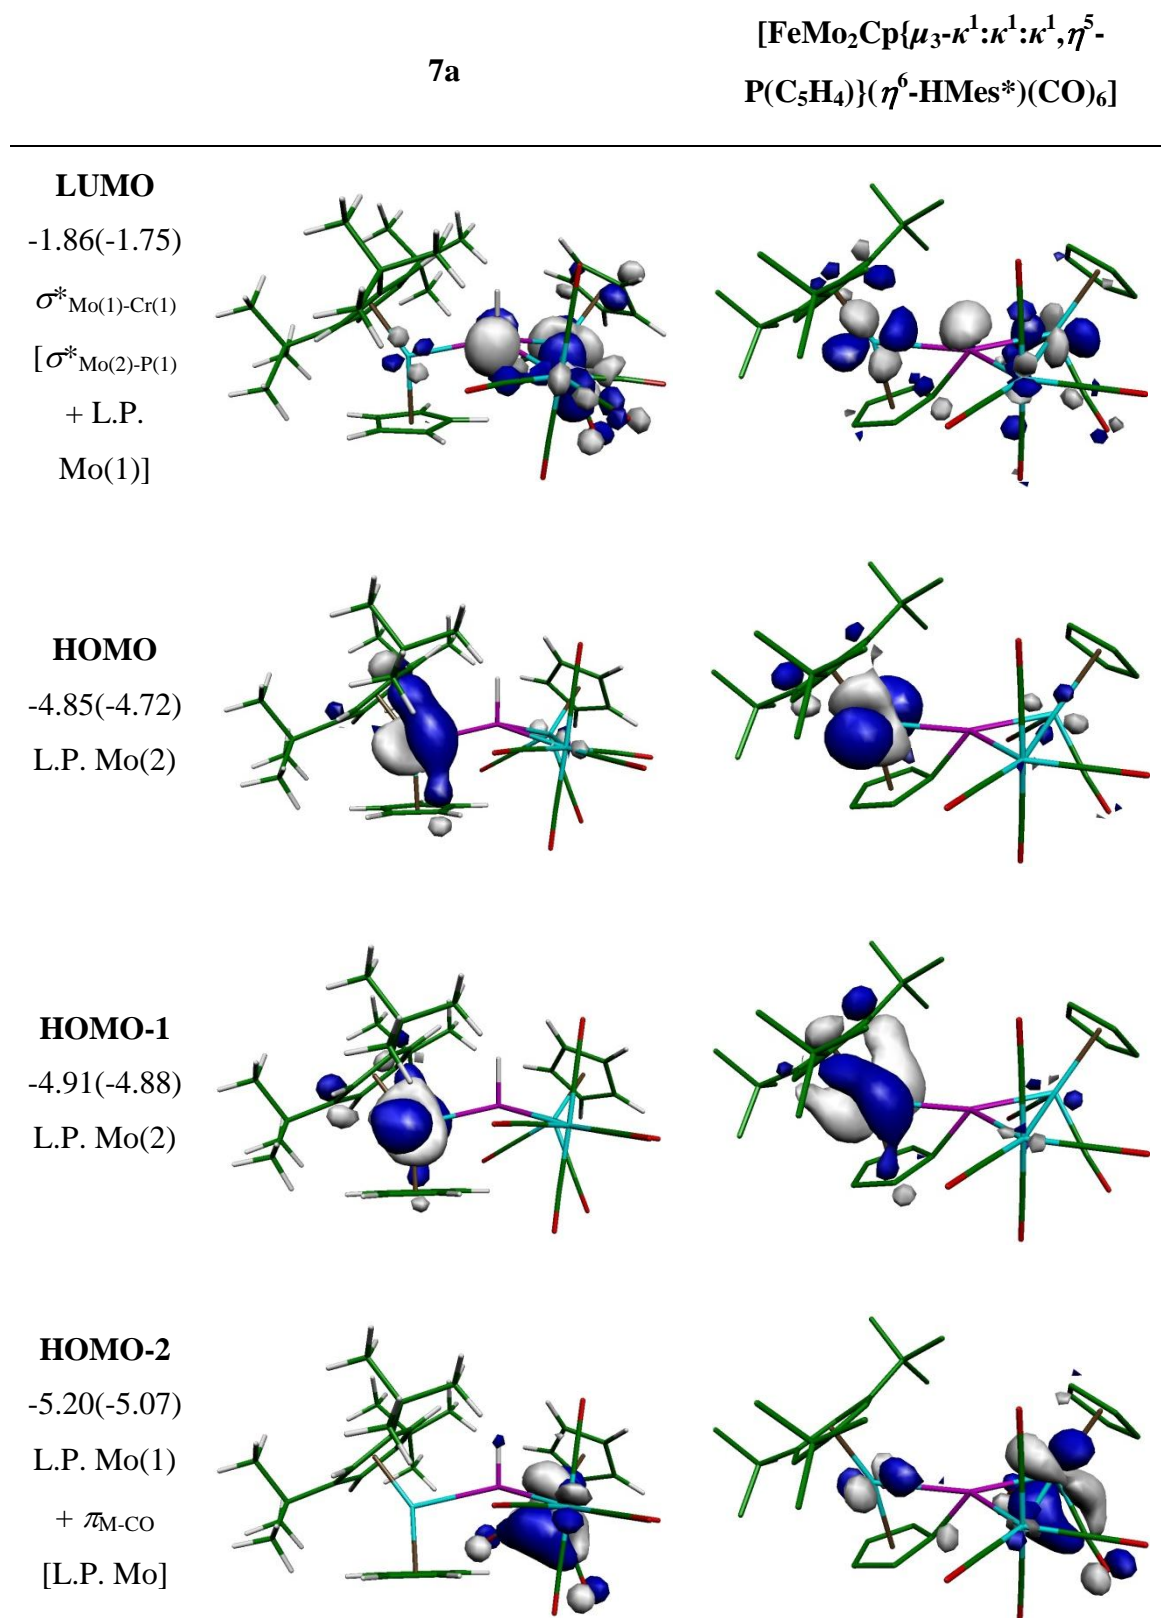 7a
[FeMo₂Cp{μ₃-κ¹:κ¹:κ¹,η⁵-
P(C₅H₄)}(η⁶-HMes*)(CO)₆]
LUMO
-1.86(-1.75)
σ*Mo(1)-Cr(1)
[σ*Mo(2)-P(1)
+ L.P.
Mo(1)]
HOMO
-4.85(-4.72)
L.P. Mo(2)
HOMO-1
-4.91(-4.88)
L.P. Mo(2)
HOMO-2
-5.20(-5.07)
L.P. Mo(1)
+ πM-CO
[L.P. Mo]